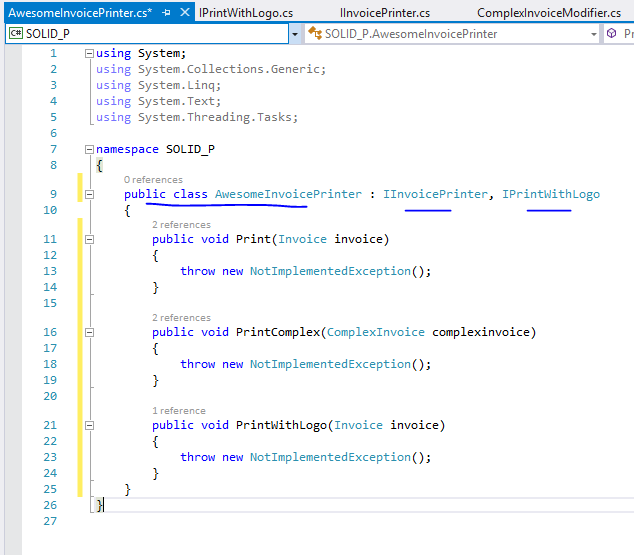 AwesomeInvoicePrinter.cs* IPrintWithLogo.cs IInvoicePrinter.cs ComplexInvoiceModifier.cs
C# SOLID_P SOLID_P.AwesomeInvoicePrinter Pr
1 using System;
2 using System.Collections.Generic;
3 using System.Linq;
4 using System.Text;
5 using System.Threading.Tasks;
6
7 namespace SOLID_P
8 {
0 references
9 public class AwesomeInvoicePrinter : IInvoicePrinter, IPrintWithLogo
10 {
2 references
11 public void Print(Invoice invoice)
12 {
13 throw new NotImplementedException();
14 }
15
2 references
16 public void PrintComplex(ComplexInvoice complexinvoice)
17 {
18 throw new NotImplementedException();
19 }
20
1 reference
21 public void PrintWithLogo(Invoice invoice)
22 {
23 throw new NotImplementedException();
24 }
25 }
26 }
27